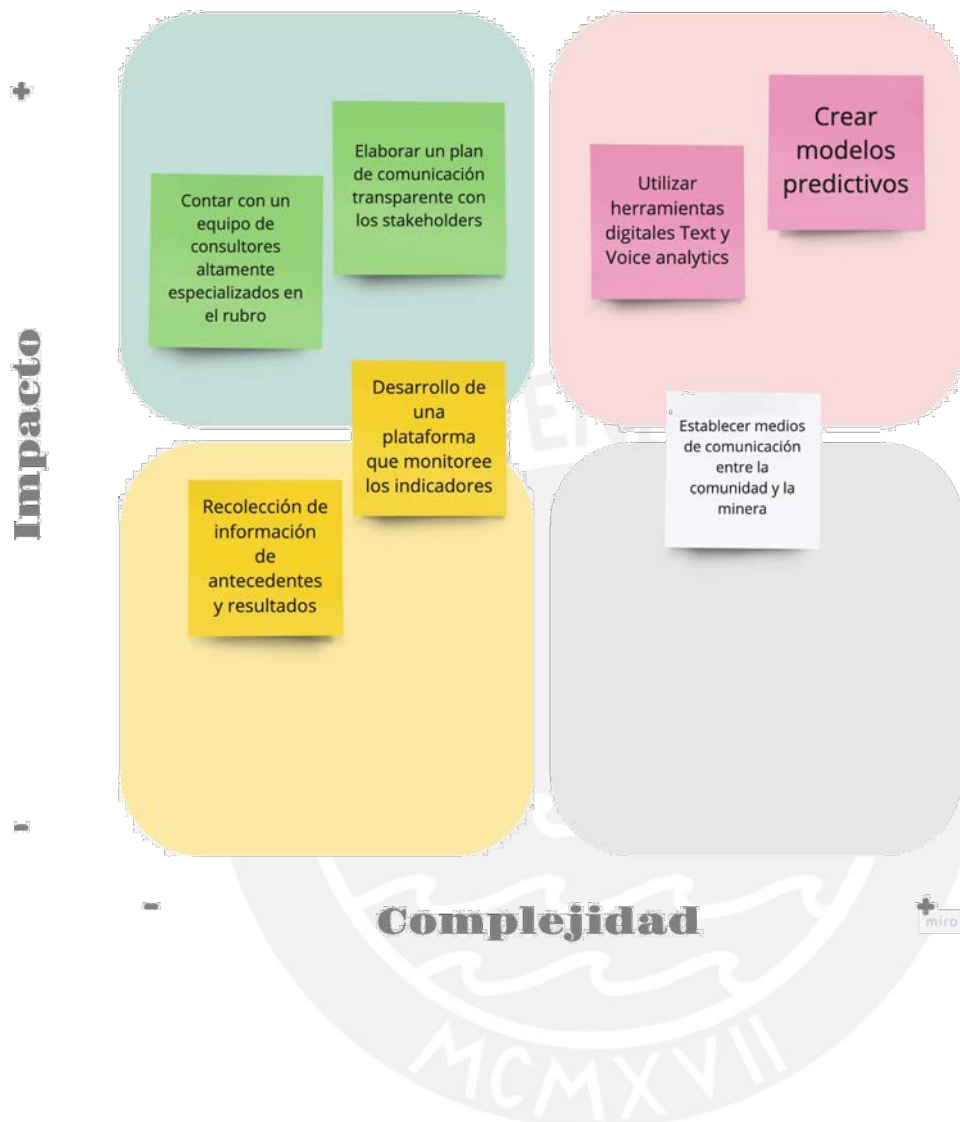 +
Impacto
-
Contar con un
equipo de
consultores
altamente
especializados en
el rubro
Elaborar un plan
de comunicación
transparente con
los stakeholders
Utilizar
herramientas
digitales Text y
Voice analytics
Crear
modelos
predictivos
Desarrollo de
una
plataforma
que monitoree
los indicadores
Recolección de
información
de
antecedentes
y resultados
Establecer medios
de comunicación
entre la
comunidad y la
minera
-
Complejidad
+
miro
MCMXVII